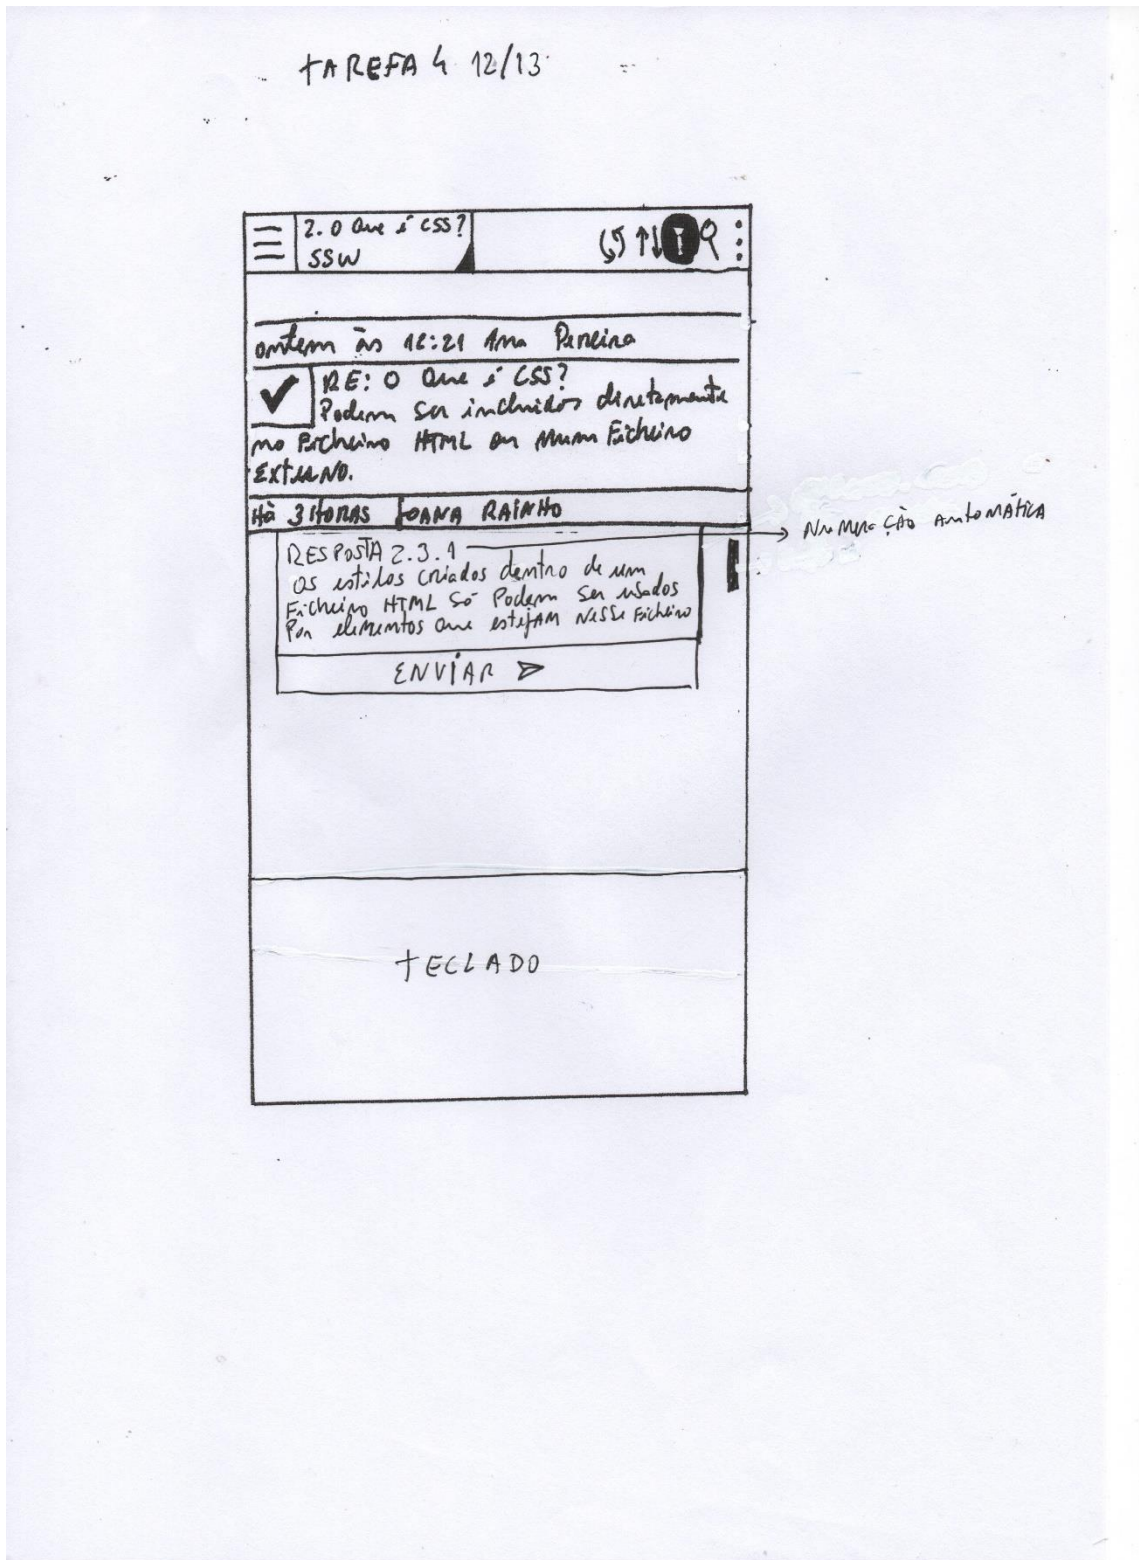 TAREFA 4 12/13
2. O Que é CSS?
SSW
ontem às 12:21 Ana Pereira
RE: O Que é CSS?
Podem ser incluidos diretamente
no Ficheiro HTML ou Num Ficheiro
EXTERNO.
Há 3 HORAS JOANA RAINHO
RESPOSTA 2.3.1
Numeração Automática
Os estilos criados dentro de um
Ficheiro HTML Só Podem Ser usados
Por elementos que estejam Nesse Ficheiro
ENVIAR
TECLADO